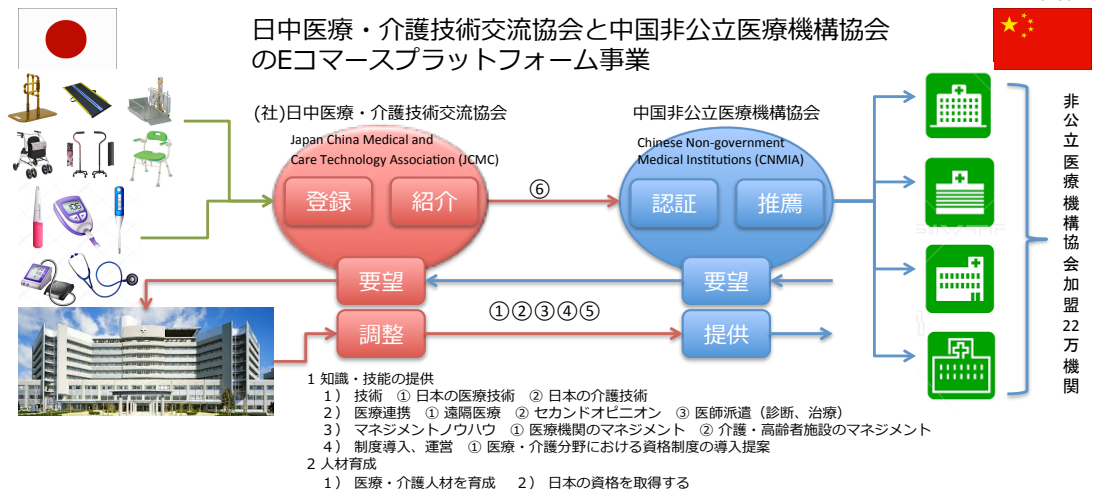 日中医療・介護技術交流協会と中国非公立医療機構協会
のEコマースプラットフォーム事業
(社)日中医療・介護技術交流協会
中国非公立医療機構協会
Japan China Medical and
Care Technology Association (JCMC)
Chinese Non-government
Medical Institutions (CNMIA)
登録
紹介
⑥
認証
推薦
要望
要望
①②③④⑤
調整
提供
非公立医療機構協会加盟22万機関
1 知識・技能の提供
1） 技術 ① 日本の医療技術 ② 日本の介護技術
2） 医療連携 ① 遠隔医療 ② セカンドオピニオン ③ 医師派遣（診断、治療）
3） マネジメントノウハウ ① 医療機関のマネジメント ② 介護・高齢者施設のマネジメント
4） 制度導入、運営 ① 医療・介護分野における資格制度の導入提案
2 人材育成
1） 医療・介護人材を育成 2） 日本の資格を取得する